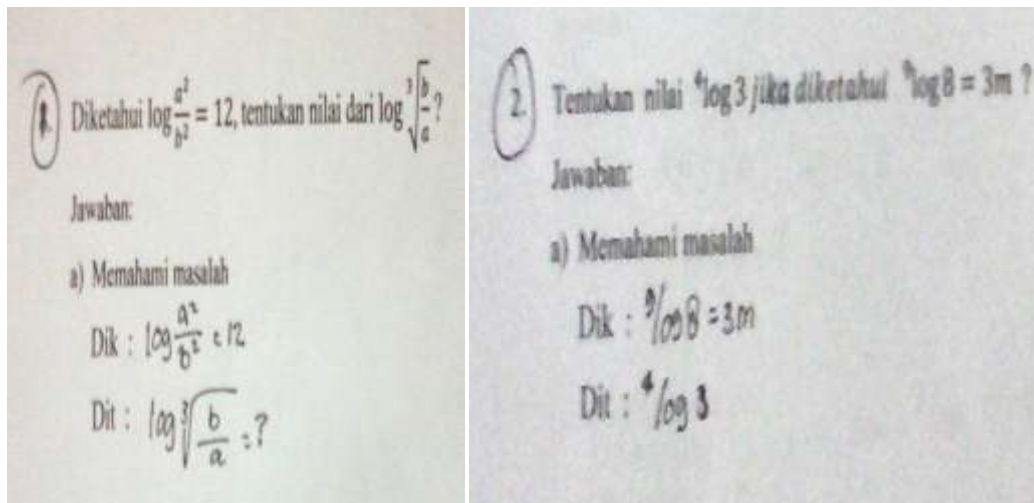 1. Diketahui log a²/b² = 12, tentukan nilai dari log ³√(b/a)?
Jawaban:
a) Memahami masalah
Dik : log a²/b² = 12
Dit : log ³√(b/a) = ?
2. Tentukan nilai ⁴log 3 jika diketahui ⁹log 8 = 3m ?
Jawaban:
a) Memahami masalah
Dik : ⁹log 8 = 3m
Dit : ⁴log 3